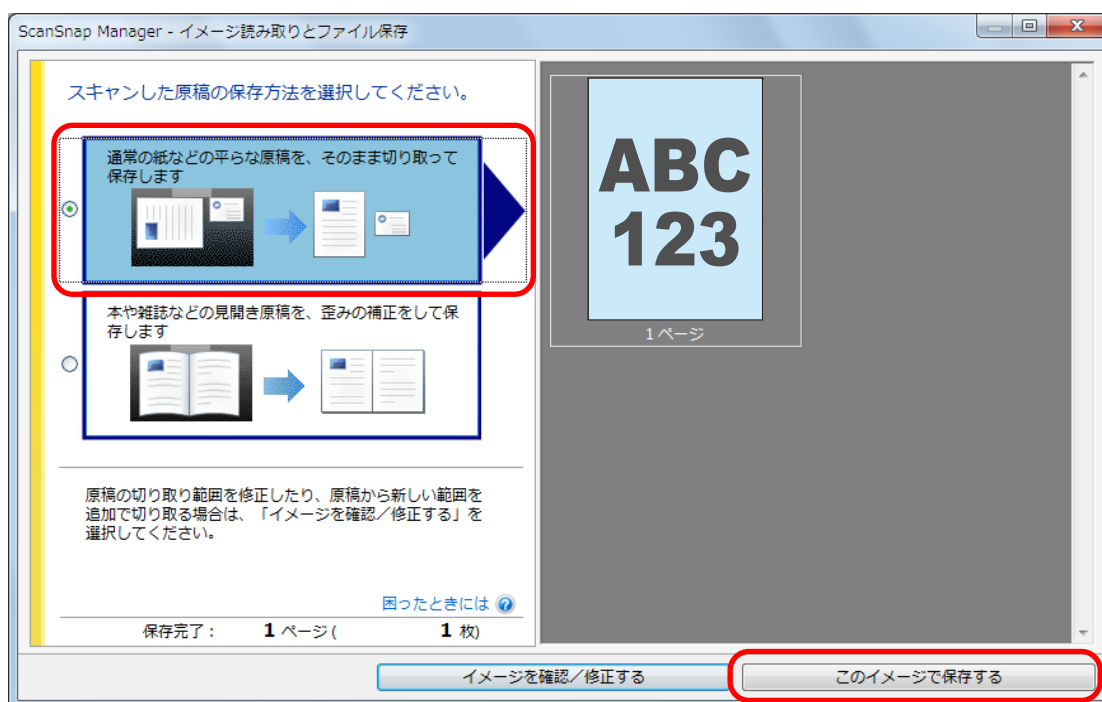 ScanSnap Manager - イメージ読み取りとファイル保存
スキャンした原稿の保存方法を選択してください。
通常の紙などの平らな原稿を、そのまま切り取って
保存します
本や雑誌などの見開き原稿を、歪みの補正をして保
存します
原稿の切り取り範囲を修正したり、原稿から新しい範囲を
追加で切り取る場合は、「イメージを確認／修正する」を
選択してください。
困ったときには
保存完了： 1 ページ ( 1 枚)
ABC
123
1ページ
イメージを確認／修正する
このイメージで保存する